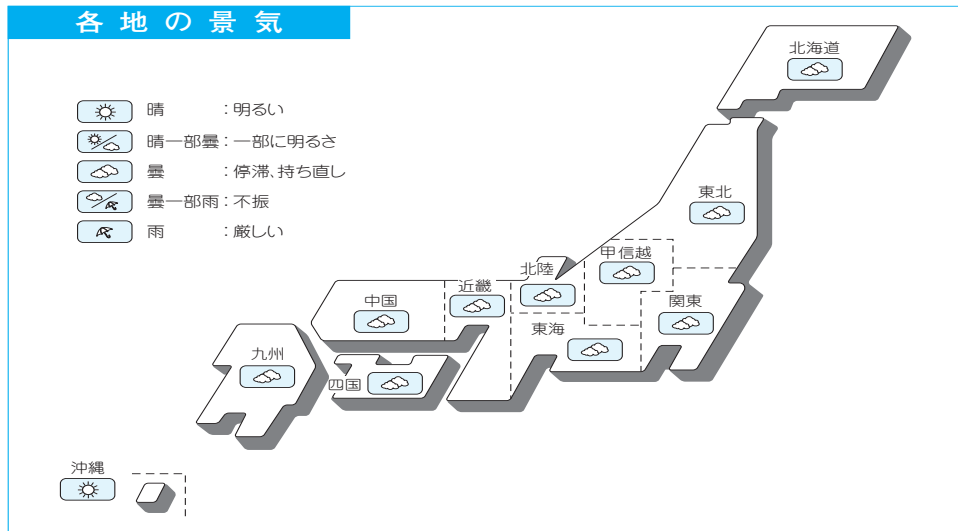 各地の景気
晴　：明るい
晴一部曇：一部に明るさ
曇　：停滞、持ち直し
曇一部雨：不振
雨　：厳しい
北海道
東北
甲信越
北陸
近畿
関東
中国
東海
九州
四国
沖縄